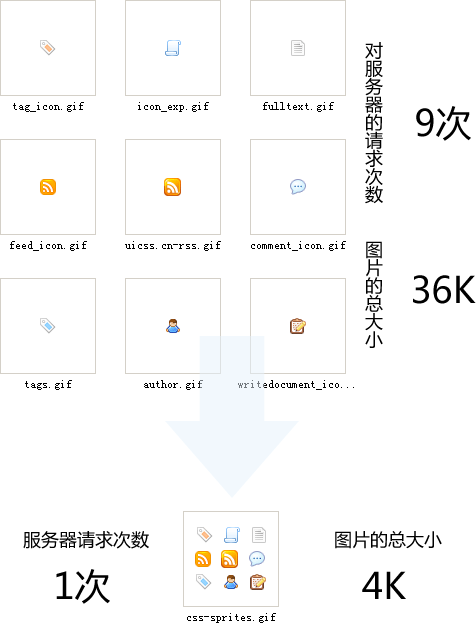 tag_icon.gif
icon_exp.gif
fulltext.gif
对服务器的请求次数
9次
feed_icon.gif
uicss.cn-rss.gif
comment_icon.gif
图片的总大小
36K
tags.gif
author.gif
writedocument_ico...
服务器请求次数
1次
图片的总大小
4K
css-sprites.gif